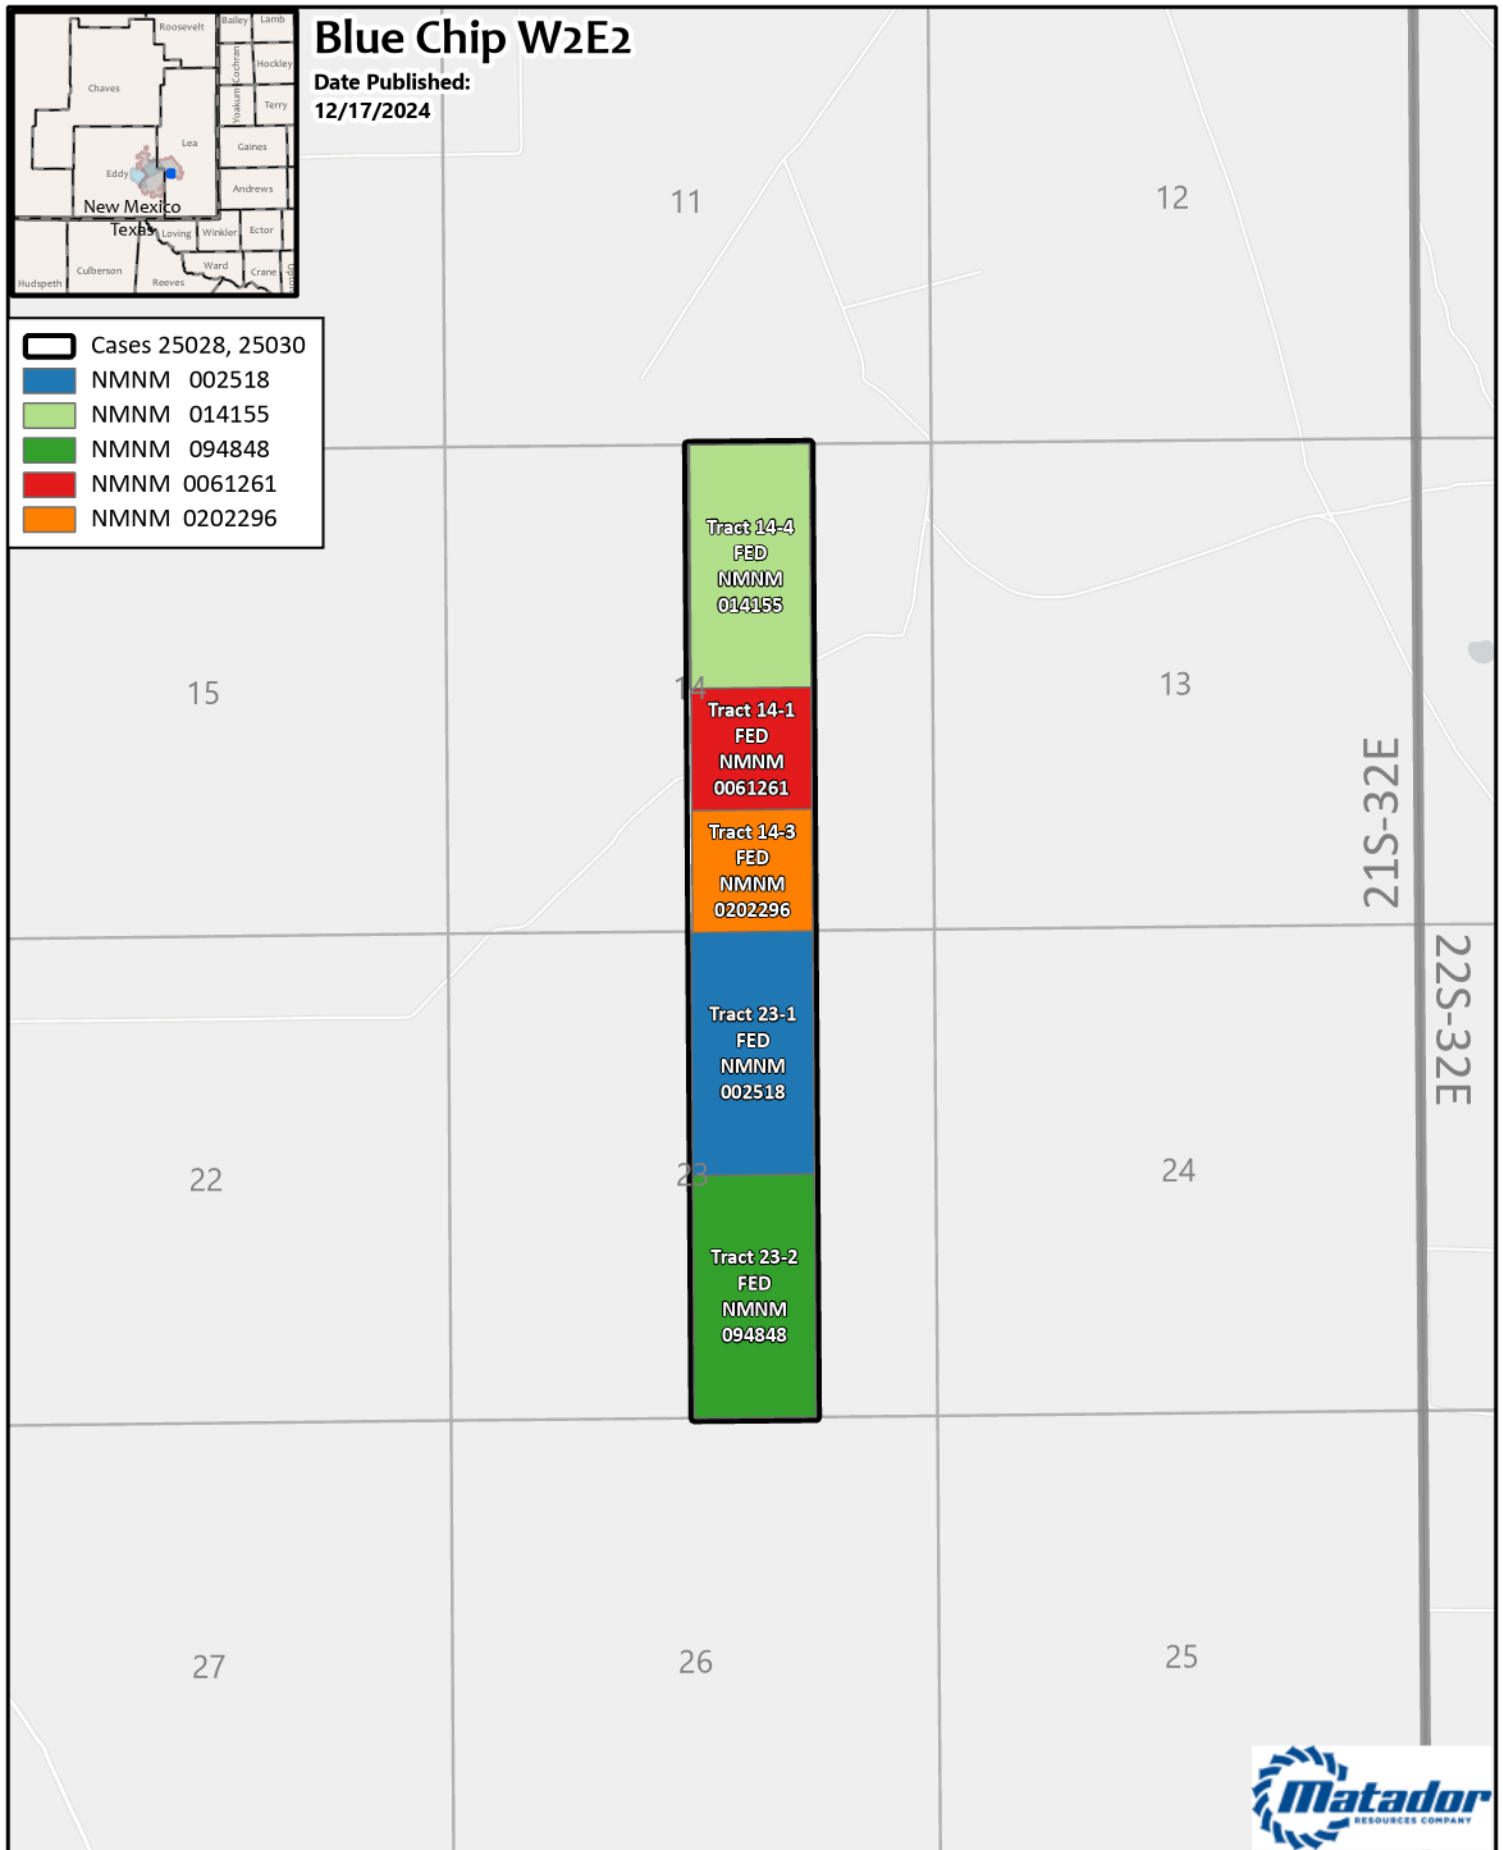 Blue Chip W2E2
Date Published:
12/17/2024
Roosevelt
Bailey
Lamb
Chaves
Cochran
Hockley
Yoakum
Terry
Lea
Gaines
Eddy
Andrews
New Mexico
Texas
Loving
Winkler
Ector
Culberson
Ward
Crane
Upton
Hudspeth
Reeves
Cases 25028, 25030
NMNM 002518
NMNM 014155
NMNM 094848
NMNM 0061261
NMNM 0202296
11
12
Tract 14-4
FED
NMNM
014155
15
14
13
Tract 14-1
FED
NMNM
0061261
Tract 14-3
FED
NMNM
0202296
21S-32E
22S-32E
Tract 23-1
FED
NMNM
002518
22
23
24
Tract 23-2
FED
NMNM
094848
27
26
25
Matador
RESOURCES COMPANY